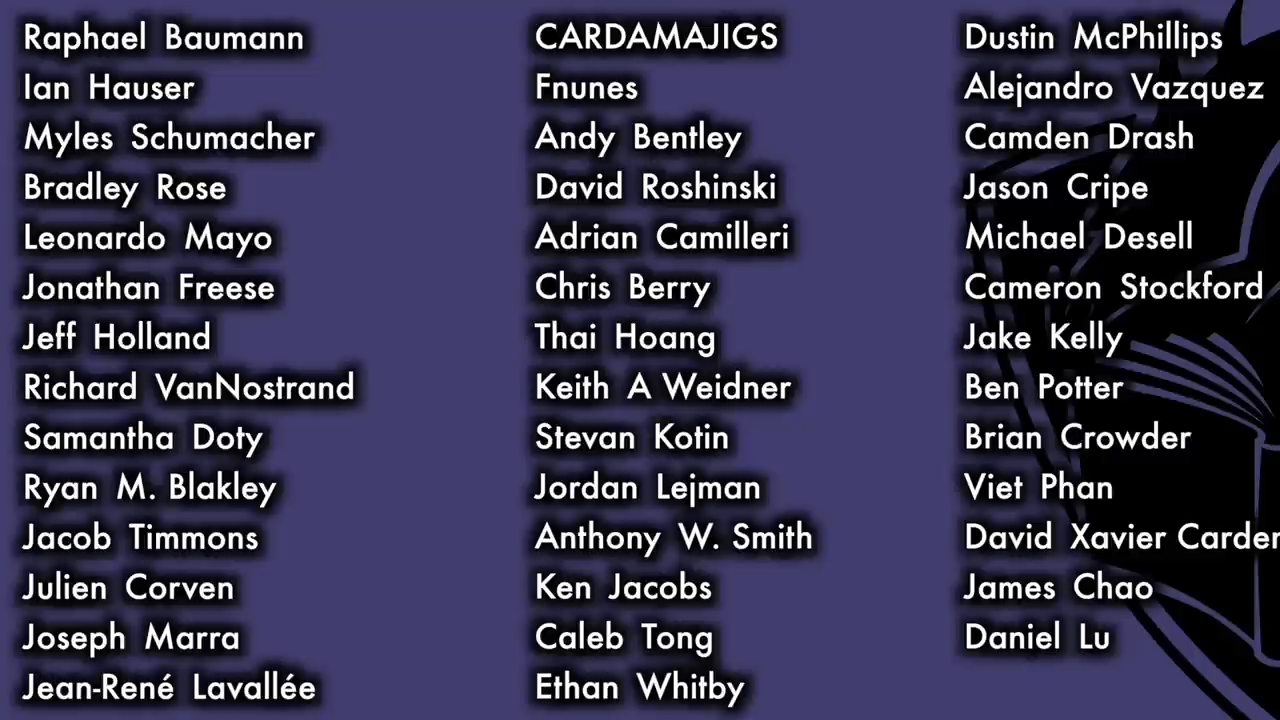 Raphael Baumann
Ian Hauser
Myles Schumacher
Bradley Rose
Leonardo Mayo
Jonathan Freese
Jeff Holland
Richard VanNostrand
Samantha Doty
Ryan M. Blakley
Jacob Timmons
Julien Corven
Joseph Marra
Jean-René Lavallée
CARDAMAJIGS
Fnunes
Andy Bentley
David Roshinski
Adrian Camilleri
Chris Berry
Thai Hoang
Keith A Weidner
Stevan Kotin
Jordan Lejman
Anthony W. Smith
Ken Jacobs
Caleb Tong
Ethan Whitby
Dustin McPhillips
Alejandro Vazquez
Camden Drash
Jason Cripe
Michael Desell
Cameron Stockford
Jake Kelly
Ben Potter
Brian Crowder
Viet Phan
David Xavier
James Chao
Daniel Lu